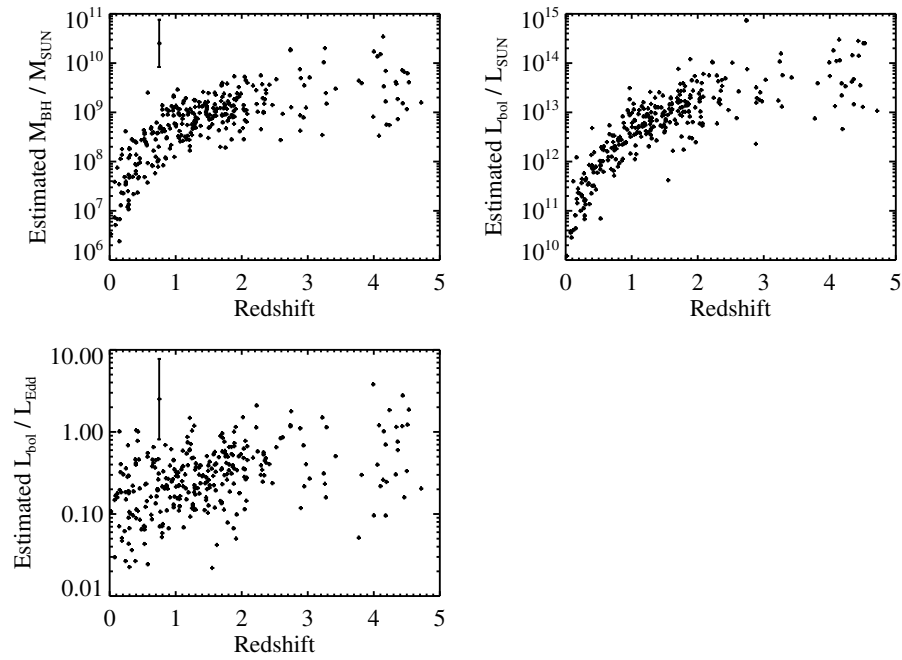 10^11
10^10
10^9
10^8
10^7
10^6
Estimated M_BH / M_SUN
0 1 2 3 4 5
Redshift
10^15
10^14
10^13
10^12
10^11
10^10
Estimated L_bol / L_SUN
0 1 2 3 4 5
Redshift
10.00
1.00
0.10
0.01
Estimated L_bol / L_Edd
0 1 2 3 4 5
Redshift